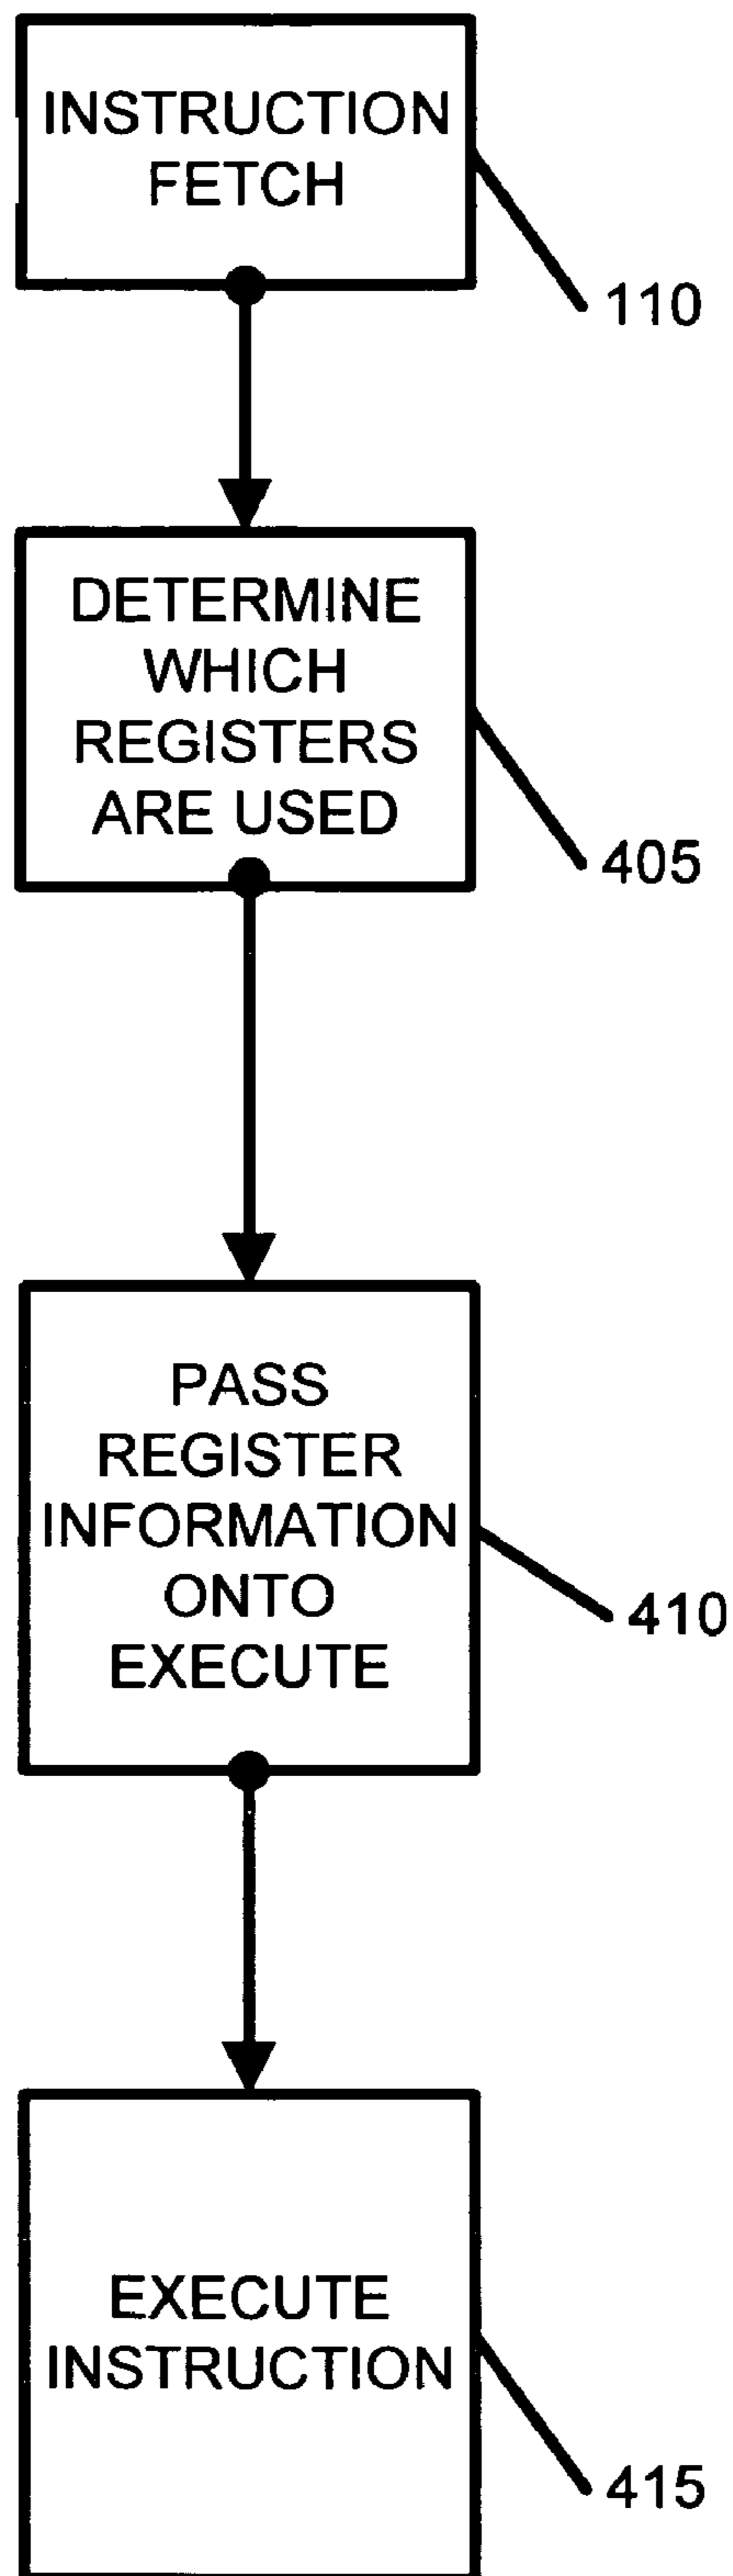 INSTRUCTION
FETCH
110
DETERMINE
WHICH
REGISTERS
ARE USED
405
PASS
REGISTER
INFORMATION
ONTO
EXECUTE
410
EXECUTE
INSTRUCTION
415